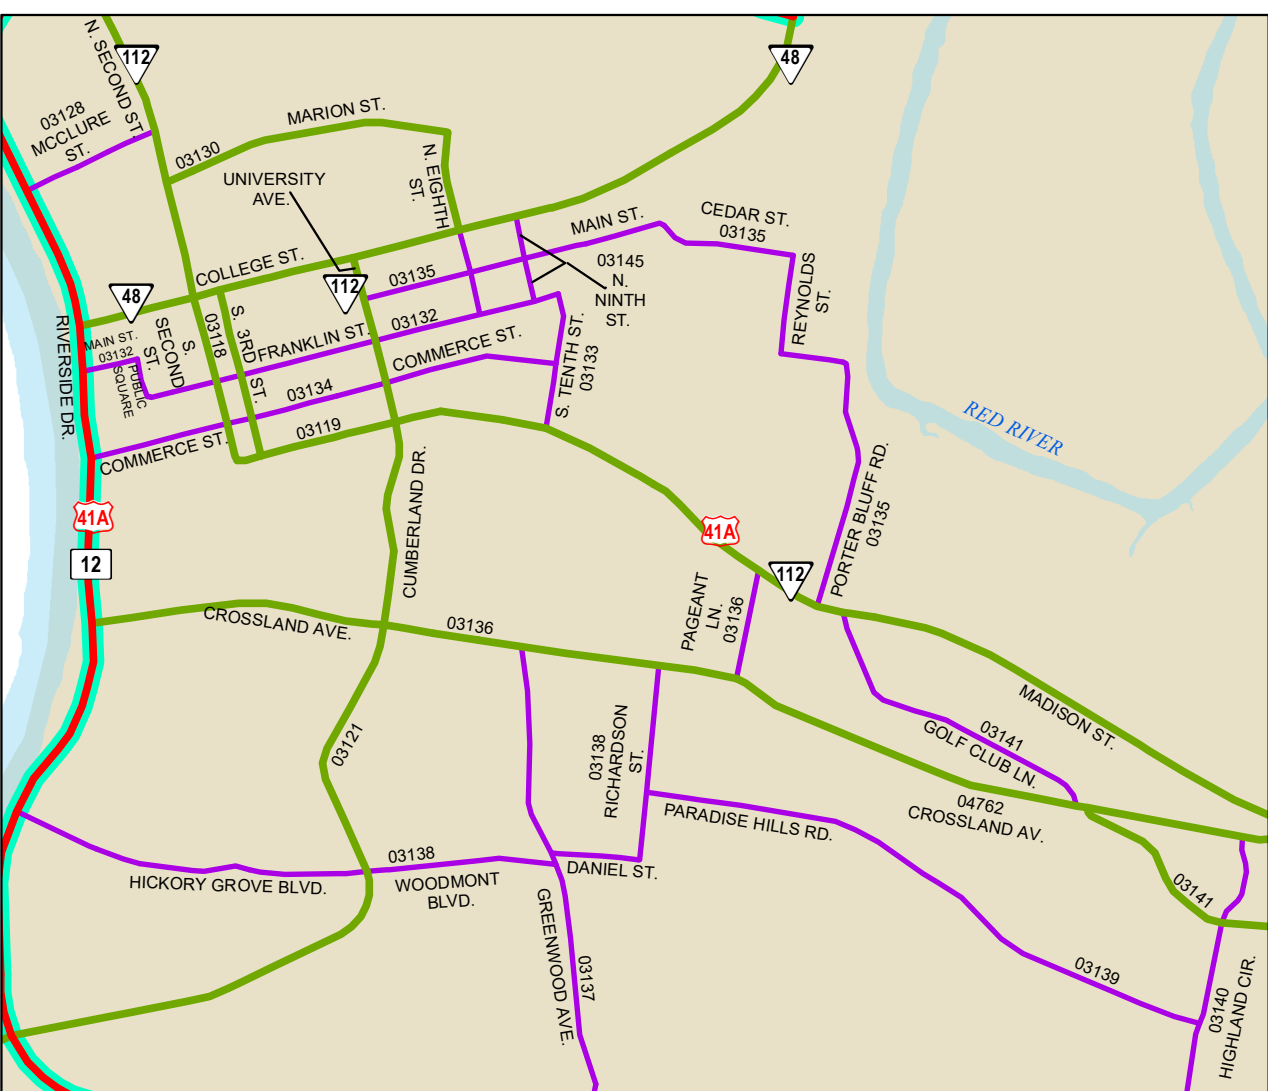 112
48
N. SECOND ST.
03128
MCCLURE
ST.
MARION ST.
03130
UNIVERSITY
AVE.
N. EIGHTH
ST.
MAIN ST.
CEDAR ST.
03135
COLLEGE ST.
03135
03145
N.
NINTH
ST.
REYNOLDS
ST.
48
112
RIVERSIDE DR.
MAIN ST.
03132
PUBLIC
SQUARE
S.
SECOND
ST.
03118
S. 3RD
ST.
FRANKLIN ST.
03132
COMMERCE ST.
03134
S. TENTH ST.
03133
COMMERCE ST.
03119
RED RIVER
CUMBERLAND DR.
PORTER BLUFF RD.
03135
41A
12
41A
112
PAGEANT
LN.
03136
CROSSLAND AVE.
03136
MADISON ST.
03141
GOLF CLUB LN.
03121
03138
RICHARDSON
ST.
04762
CROSSLAND AV.
PARADISE HILLS RD.
03138
HICKORY GROVE BLVD.
WOODMONT
BLVD.
DANIEL ST.
03141
GREENWOOD AVE.
03137
03139
03140
HIGHLAND CIR.